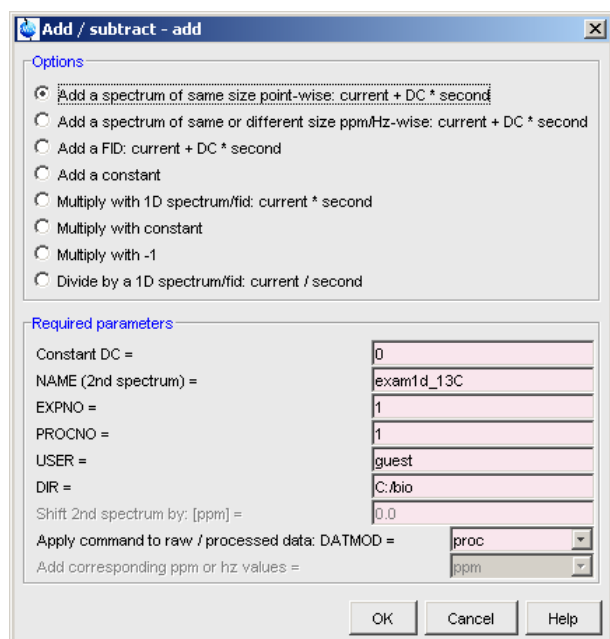 Add / subtract - add
Options
Add a spectrum of same size point-wise: current + DC * second
Add a spectrum of same or different size ppm/Hz-wise: current + DC * second
Add a FID: current + DC * second
Add a constant
Multiply with 1D spectrum/fid: current * second
Multiply with constant
Multiply with -1
Divide by a 1D spectrum/fid: current / second
Required parameters
Constant DC = 0
NAME (2nd spectrum) = exam1d_13C
EXPNO = 1
PROCNO = 1
USER = guest
DIR = C:/bio
Shift 2nd spectrum by: [ppm] = 0.0
Apply command to raw / processed data: DATMOD = proc
Add corresponding ppm or hz values = ppm
OK Cancel Help